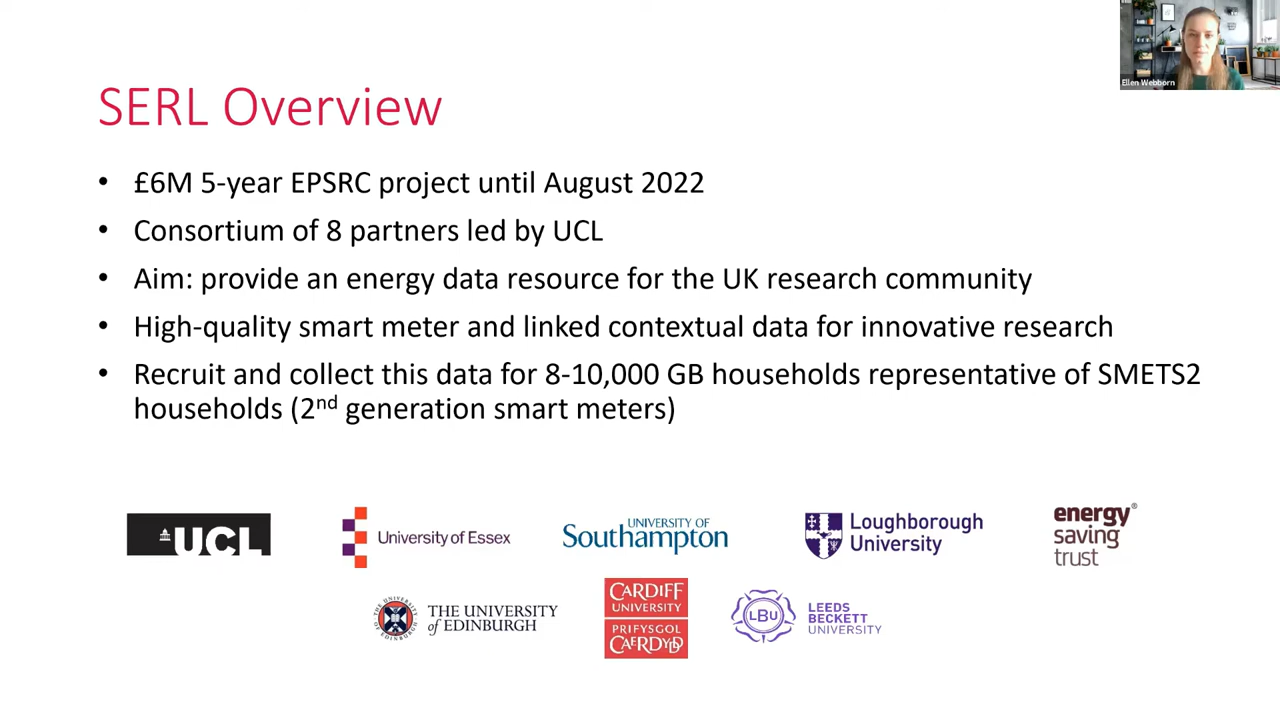 Ellen Webborn
SERL Overview
• £6M 5-year EPSRC project until August 2022
• Consortium of 8 partners led by UCL
• Aim: provide an energy data resource for the UK research community
• High-quality smart meter and linked contextual data for innovative research
• Recruit and collect this data for 8-10,000 GB households representative of SMETS2
households (2nd generation smart meters)
UCL
University of Essex
UNIVERSITY OF
Southampton
Loughborough
University
energy®
saving
trust
THE UNIVERSITY
of EDINBURGH
CARDIFF
UNIVERSITY
PRIFYSGOL
CAERDYDD
LBU
LEEDS
BECKETT
UNIVERSITY